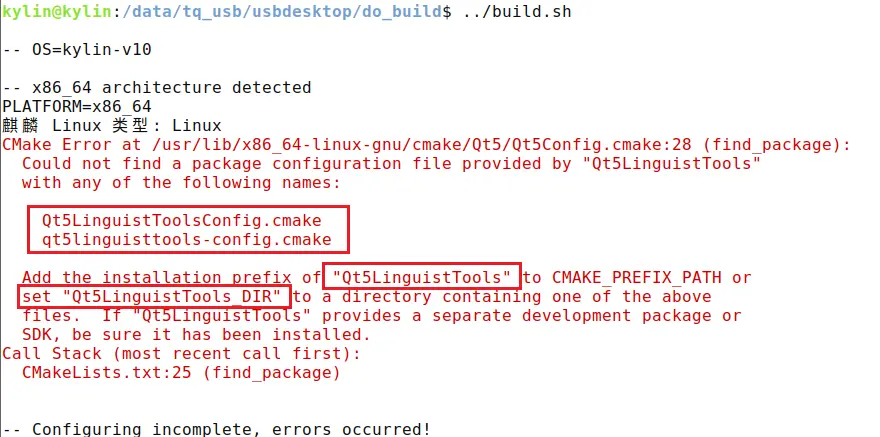 kylin@kylin:/data/tq_usb/usbdesktop/do_build$ ../build.sh
-- OS=kylin-v10
-- x86_64 architecture detected
PLATFORM=x86_64
麒麟 Linux 类型: Linux
CMake Error at /usr/lib/x86_64-linux-gnu/cmake/Qt5/Qt5Config.cmake:28 (find_package):
Could not find a package configuration file provided by "Qt5LinguistTools"
with any of the following names:
Qt5LinguistToolsConfig.cmake
qt5linguisttools-config.cmake
Add the installation prefix of "Qt5LinguistTools" to CMAKE_PREFIX_PATH or
set "Qt5LinguistTools_DIR" to a directory containing one of the above
files.  If "Qt5LinguistTools" provides a separate development package or
SDK, be sure it has been installed.
Call Stack (most recent call first):
CMakeLists.txt:25 (find_package)
-- Configuring incomplete, errors occurred!